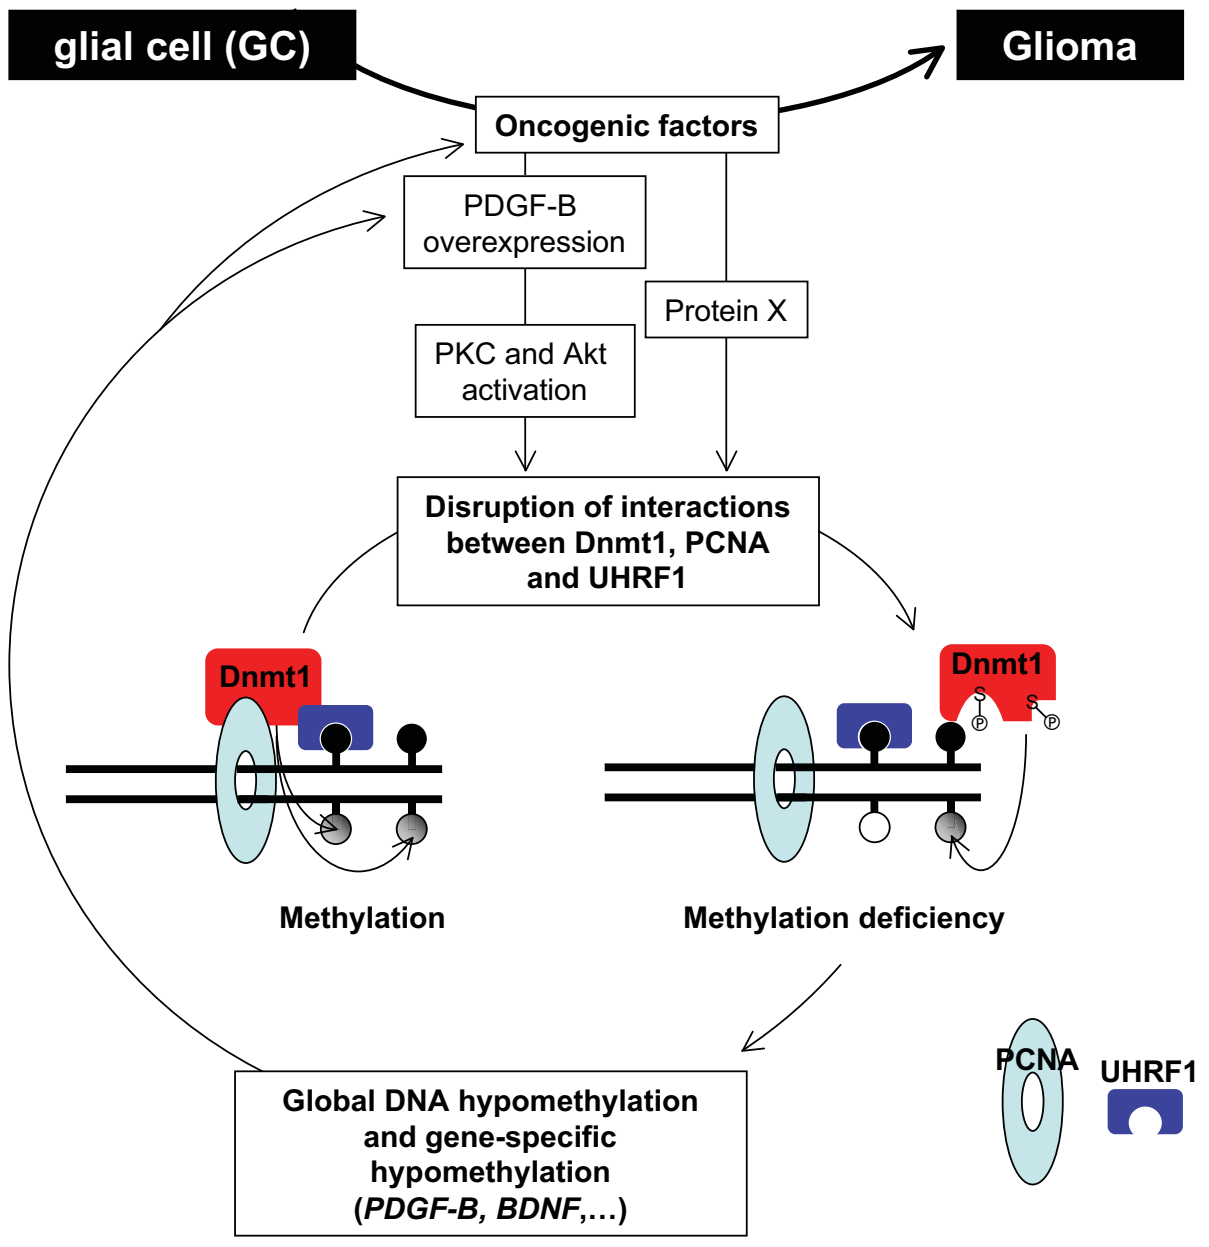 glial cell (GC)
Glioma
Oncogenic factors
PDGF-B
overexpression
Protein X
PKC and Akt
activation
Disruption of interactions
between Dnmt1, PCNA
and UHRF1
Dnmt1
Dnmt1
S
P
S
P
Methylation
Methylation deficiency
Global DNA hypomethylation
and gene-specific
hypomethylation
(PDGF-B, BDNF,…)
PCNA
UHRF1